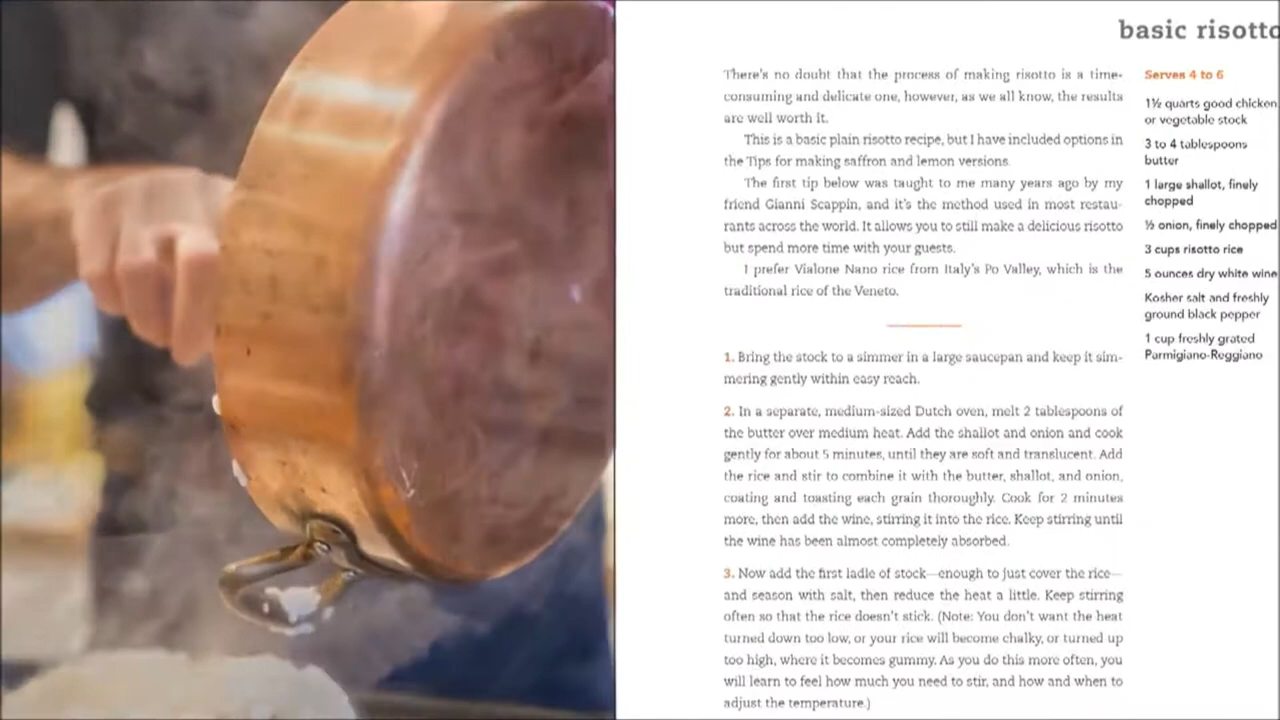 basic risotto
There's no doubt that the process of making risotto is a time-
consuming and delicate one, however, as we all know, the results
are well worth it.
This is a basic plain risotto recipe, but I have included options in
the Tips for making saffron and lemon versions.
The first tip below was taught to me many years ago by my
friend Gianni Scappin, and it's the method used in most restau-
rants across the world. It allows you to still make a delicious risotto
but spend more time with your guests.
I prefer Vialone Nano rice from Italy's Po Valley, which is the
traditional rice of the Veneto.
1. Bring the stock to a simmer in a large saucepan and keep it sim-
mering gently within easy reach.
2. In a separate, medium-sized Dutch oven, melt 2 tablespoons of
the butter over medium heat. Add the shallot and onion and cook
gently for about 5 minutes, until they are soft and translucent. Add
the rice and stir to combine it with the butter, shallot, and onion,
coating and toasting each grain thoroughly. Cook for 2 minutes
more, then add the wine, stirring it into the rice. Keep stirring until
the wine has been almost completely absorbed.
3. Now add the first ladle of stock—enough to just cover the rice—
and season with salt, then reduce the heat a little. Keep stirring
often so that the rice doesn't stick. (Note: You don't want the heat
turned down too low, or your rice will become chalky, or turned up
too high, where it becomes gummy. As you do this more often, you
will learn to feel how much you need to stir, and how and when to
adjust the temperature.)
Serves 4 to 6
1½ quarts good chicken
or vegetable stock
3 to 4 tablespoons
butter
1 large shallot, finely
chopped
½ onion, finely chopped
3 cups risotto rice
5 ounces dry white wine
Kosher salt and freshly
ground black pepper
1 cup freshly grated
Parmigiano-Reggiano